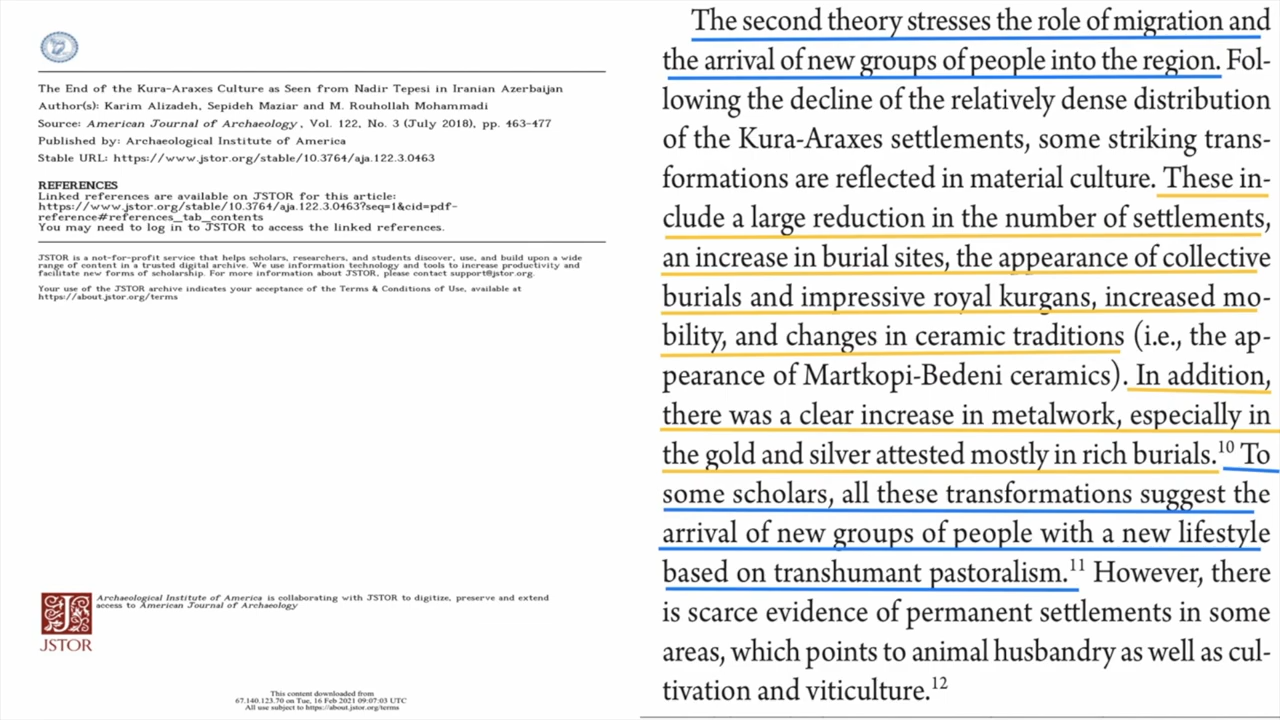 The End of the Kura-Araxes Culture as Seen from Nadir Tepesi in Iranian Azerbaijan
Author(s): Karim Alizadeh, Sepideh Maziar and M. Rouhollah Mohammadi
Source: American Journal of Archaeology, Vol. 122, No. 3 (July 2018), pp. 463-477
Published by: Archaeological Institute of America
Stable URL: https://www.jstor.org/stable/10.3764/aja.122.3.0463
REFERENCES
Linked references are available on JSTOR for this article:
https://www.jstor.org/stable/10.3764/aja.122.3.0463?seq=1&cid=pdf-
reference#references_tab_contents
You may need to log in to JSTOR to access the linked references.
JSTOR is a not-for-profit service that helps scholars, researchers, and students discover, use, and build upon a wide
range of content in a trusted digital archive. We use information technology and tools to increase productivity and
facilitate new forms of scholarship. For more information about JSTOR, please contact support@jstor.org.
Your use of the JSTOR archive indicates your acceptance of the Terms & Conditions of Use, available at
https://about.jstor.org/terms
Archaeological Institute of America is collaborating with JSTOR to digitize, preserve and extend
access to American Journal of Archaeology
JSTOR
This content downloaded from
67.140.123.70 on Tue, 16 Feb 2021 09:07:03 UTC
All use subject to https://about.jstor.org/terms
The second theory stresses the role of migration and
the arrival of new groups of people into the region. Fol-
lowing the decline of the relatively dense distribution
of the Kura-Araxes settlements, some striking trans-
formations are reflected in material culture. These in-
clude a large reduction in the number of settlements,
an increase in burial sites, the appearance of collective
burials and impressive royal kurgans, increased mo-
bility, and changes in ceramic traditions (i.e., the ap-
pearance of Martkopi-Bedeni ceramics). In addition,
there was a clear increase in metalwork, especially in
the gold and silver attested mostly in rich burials.10 To
some scholars, all these transformations suggest the
arrival of new groups of people with a new lifestyle
based on transhumant pastoralism.11 However, there
is scarce evidence of permanent settlements in some
areas, which points to animal husbandry as well as cul-
tivation and viticulture.12